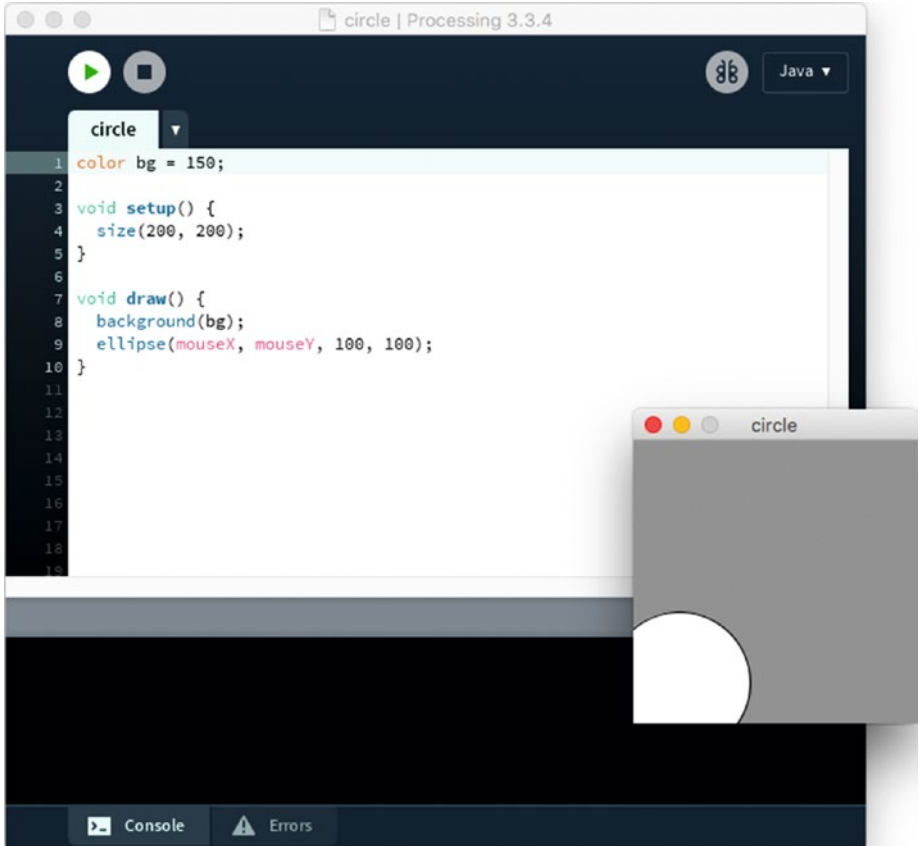 circle | Processing 3.3.4
Java ▼
circle ▼
1 color bg = 150;
2
3 void setup() {
4   size(200, 200);
5 }
6
7 void draw() {
8   background(bg);
9   ellipse(mouseX, mouseY, 100, 100);
10 }
11
12
13
14
15
16
17
18
19
circle
>_ Console
Errors